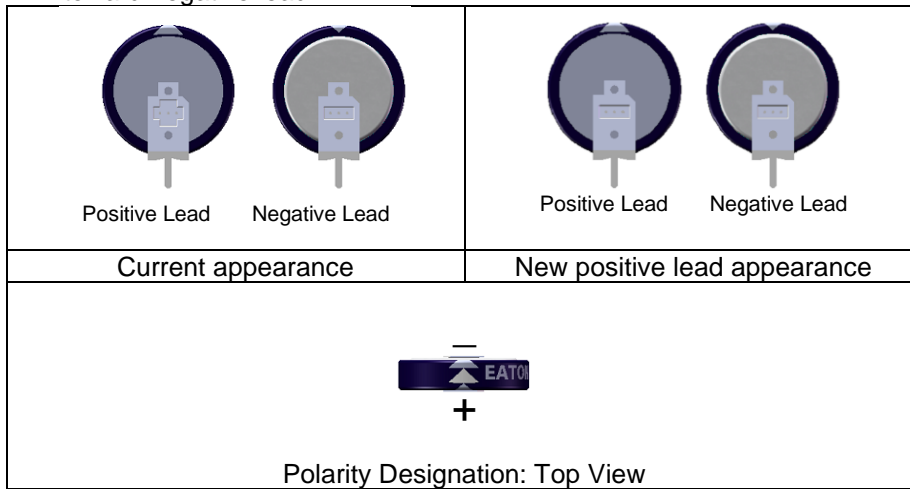 Positive Lead Negative Lead
Positive Lead Negative Lead
Current appearance
New positive lead appearance
–
EATON
+
Polarity Designation: Top View